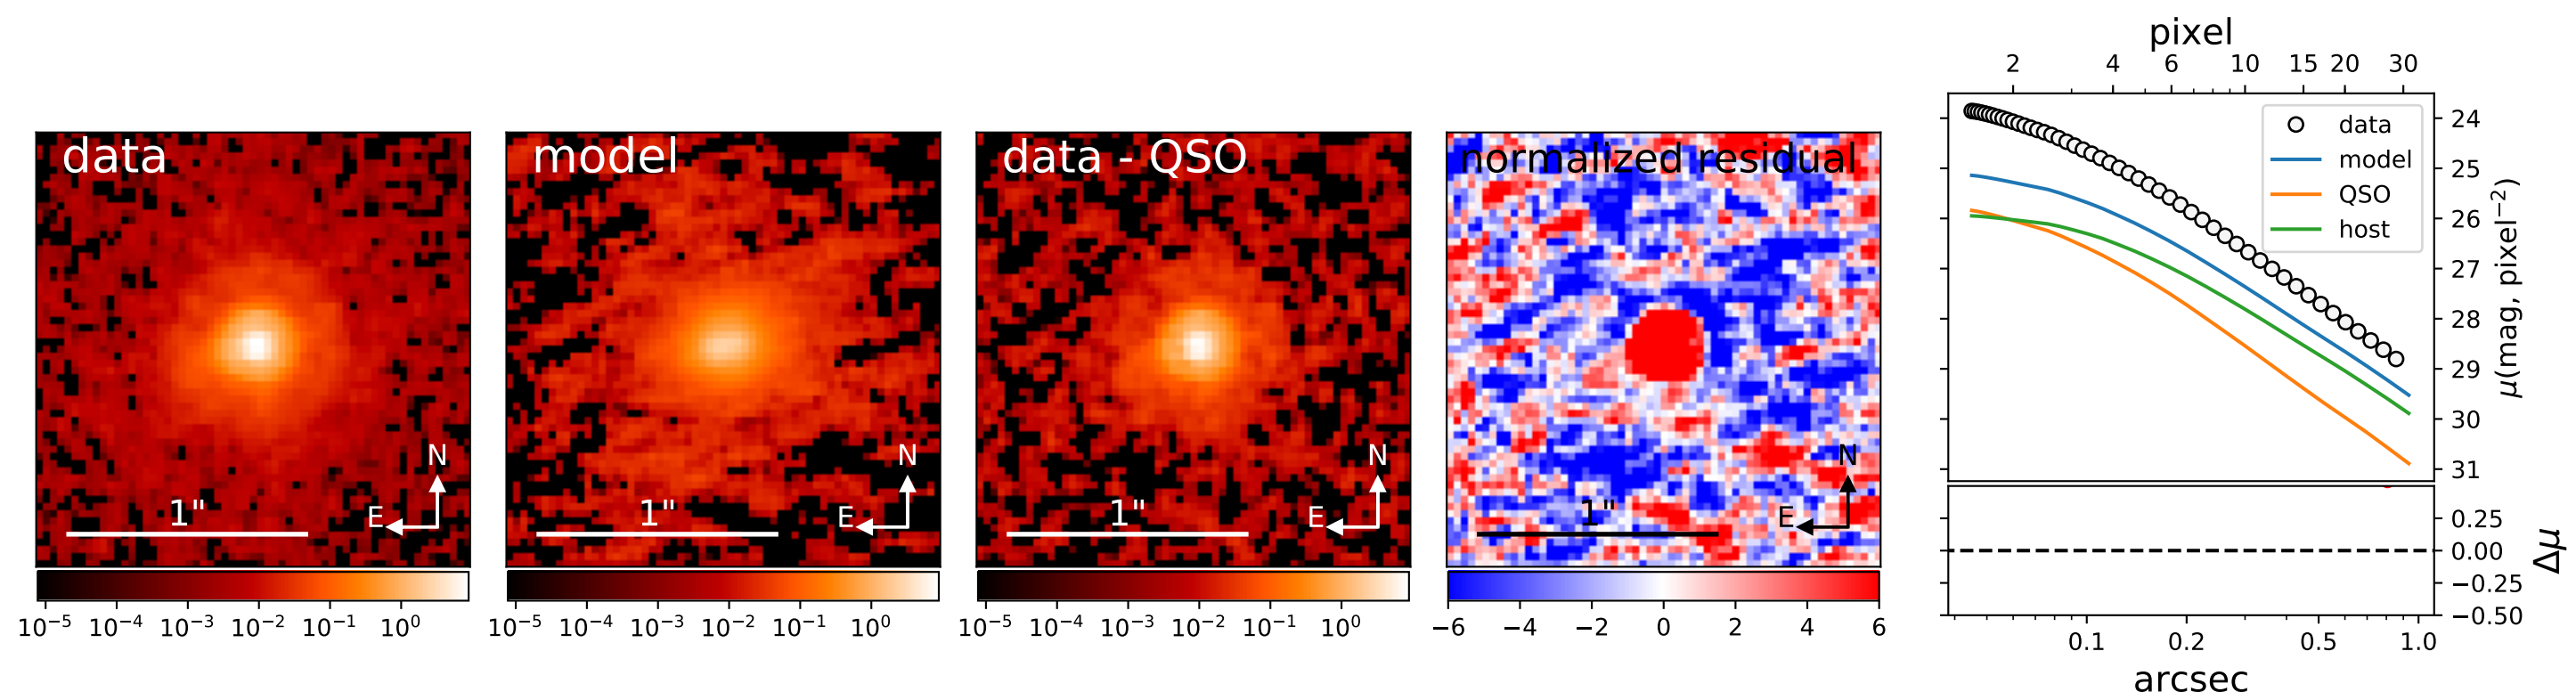 data
N
E
1"
10⁻⁵ 10⁻⁴ 10⁻³ 10⁻² 10⁻¹ 10⁰
model
N
E
1"
10⁻⁵ 10⁻⁴ 10⁻³ 10⁻² 10⁻¹ 10⁰
data - QSO
N
E
1"
10⁻⁵ 10⁻⁴ 10⁻³ 10⁻² 10⁻¹ 10⁰
normalized residual
N
E
1"
−6 −4 −2 0 2 4 6
pixel
2 4 6 10 15 20 30
data
model
QSO
host
24
25
26
27
28
29
30
31
μ(mag, pixel⁻²)
0.25
0.00
−0.25
−0.50
Δμ
0.1 0.2 0.5 1.0
arcsec